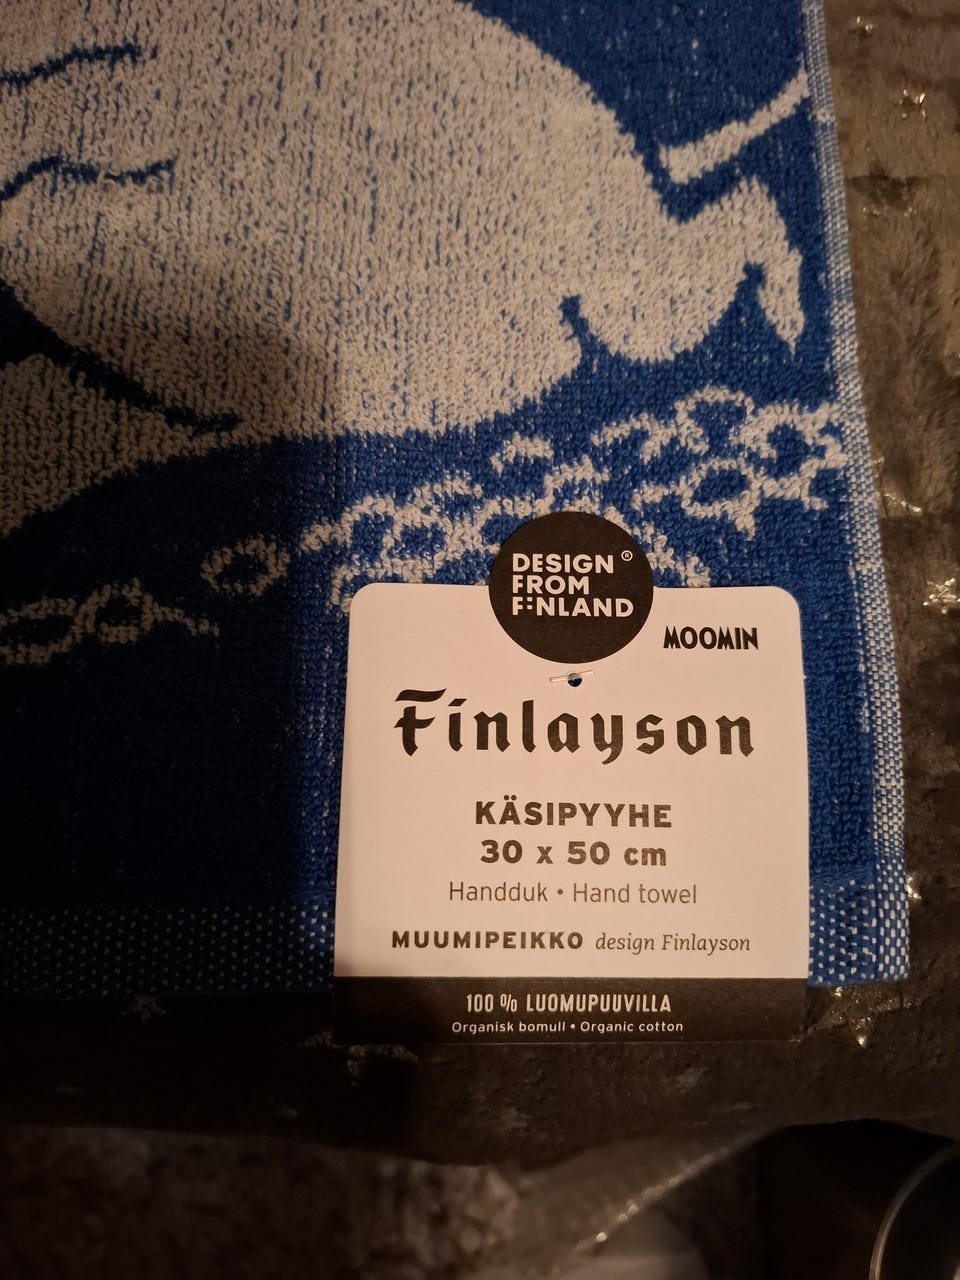 DESIGN ®
FROM
FINLAND
MOOMIN
Finlayson
KÄSIPYYHE
30 x 50 cm
Handduk • Hand towel
MUUMIPEIKKO design Finlayson
100 % LUOMUPUUVILLA
Organisk bomull • Organic cotton